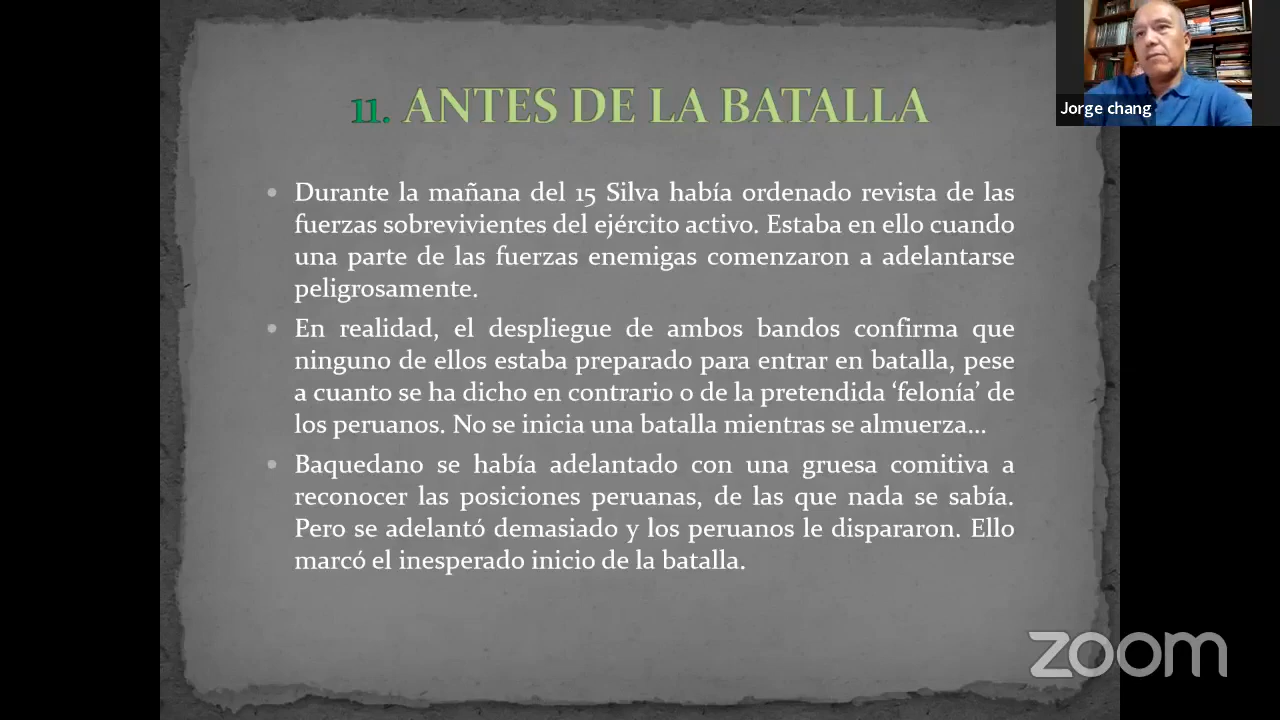 11. ANTES DE LA BATALLA
Jorge chang
• Durante la mañana del 15 Silva había ordenado revista de las
fuerzas sobrevivientes del ejército activo. Estaba en ello cuando
una parte de las fuerzas enemigas comenzaron a adelantarse
peligrosamente.
• En realidad, el despliegue de ambos bandos confirma que
ninguno de ellos estaba preparado para entrar en batalla, pese
a cuanto se ha dicho en contrario o de la pretendida ‘felonía’ de
los peruanos. No se inicia una batalla mientras se almuerza...
• Baquedano se había adelantado con una gruesa comitiva a
reconocer las posiciones peruanas, de las que nada se sabía.
Pero se adelantó demasiado y los peruanos le dispararon. Ello
marcó el inesperado inicio de la batalla.
zoom